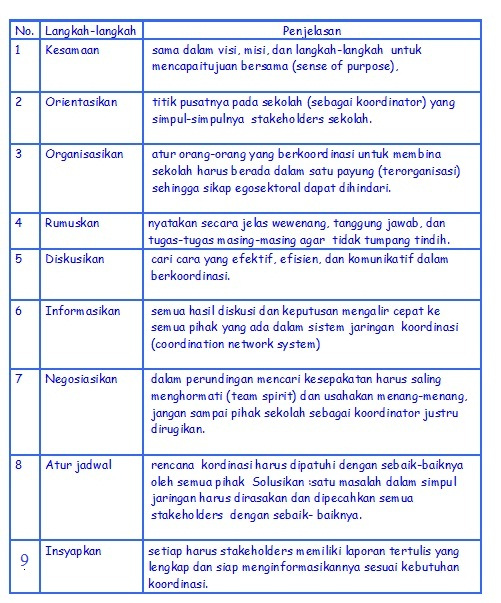 No. Langkah-langkah Penjelasan
1 Kesamaan sama dalam visi, misi, dan langkah-langkah untuk
mencapaitujuan bersama (sense of purpose),
2 Orientasikan titik pusatnya pada sekolah (sebagai koordinator) yang
simpul-simpulnya stakeholders sekolah.
3 Organisasikan atur orang-orang yang berkoordinasi untuk membina
sekolah harus berada dalam satu payung (terorganisasi)
sehingga sikap egosektoral dapat dihindari.
4 Rumuskan nyatakan secara jelas wewenang, tanggung jawab, dan
tugas-tugas masing-masing agar tidak tumpang tindih.
5 Diskusikan cari cara yang efektif, efisien, dan komunikatif dalam
berkoordinasi.
6 Informasikan semua hasil diskusi dan keputusan mengalir cepat ke
semua pihak yang ada dalam sistem jaringan koordinasi
(coordination network system)
7 Negosiasikan dalam perundingan mencari kesepakatan harus saling
menghormati (team spirit) dan usahakan menang-menang,
jangan sampai pihak sekolah sebagai koordinator justru
dirugikan.
8 Atur jadwal rencana kordinasi harus dipatuhi dengan sebaik-baiknya
oleh semua pihak Solusikan :satu masalah dalam simpul
jaringan harus dirasakan dan dipecahkan semua
stakeholders dengan sebaik- baiknya.
9. Insyapkan setiap harus stakeholders memiliki laporan tertulis yang
lengkap dan siap menginformasikannya sesuai kebutuhan
koordinasi.